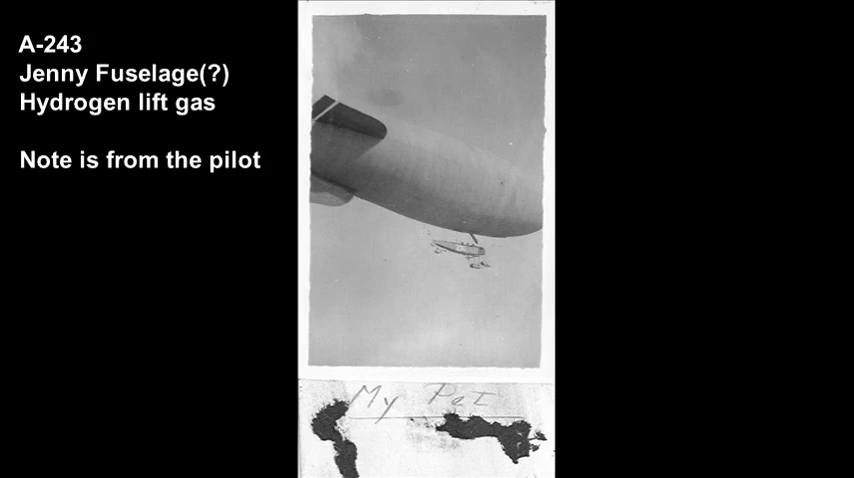 A-243
Jenny Fuselage(?)
Hydrogen lift gas
Note is from the pilot
My Pet